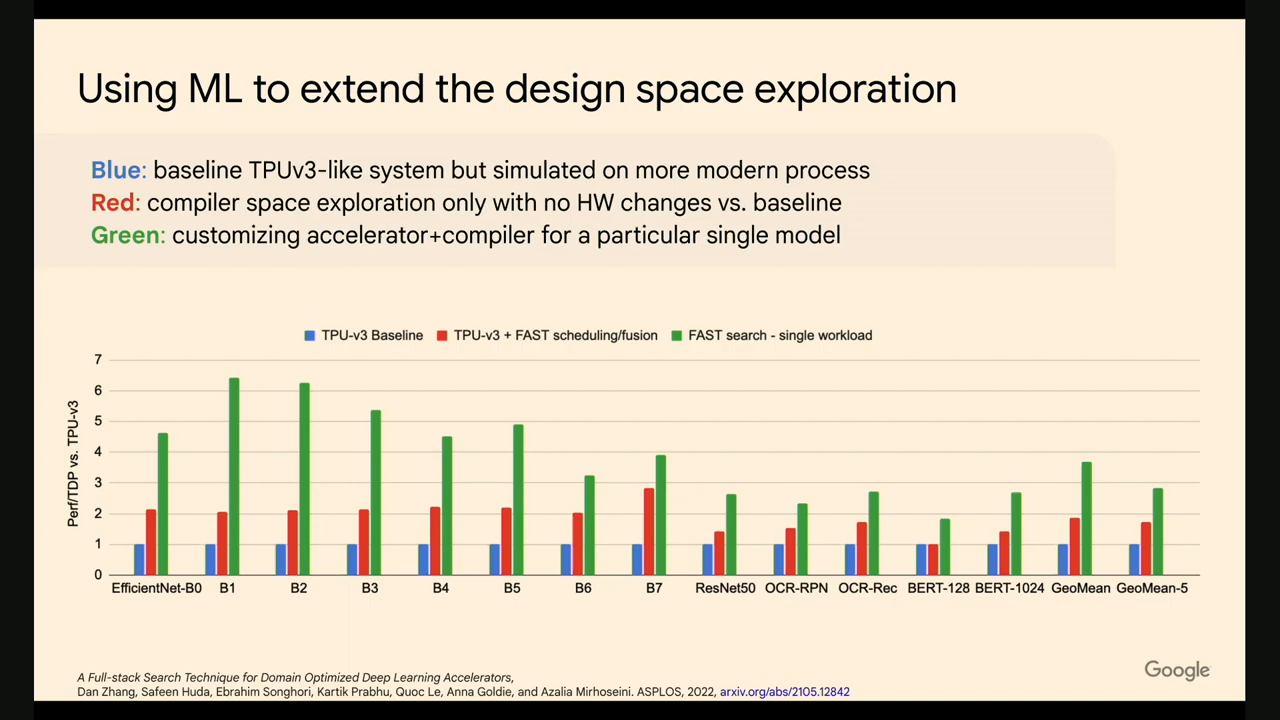 Using ML to extend the design space exploration
Blue: baseline TPUv3-like system but simulated on more modern process
Red: compiler space exploration only with no HW changes vs. baseline
Green: customizing accelerator+compiler for a particular single model
TPU-v3 Baseline TPU-v3 + FAST scheduling/fusion FAST search - single workload
Perf/TDP vs. TPU-v3
7
6
5
4
3
2
1
0
EfficientNet-B0 B1 B2 B3 B4 B5 B6 B7 ResNet50 OCR-RPN OCR-Rec BERT-128 BERT-1024 GeoMean GeoMean-5
A Full-stack Search Technique for Domain Optimized Deep Learning Accelerators,
Dan Zhang, Safeen Huda, Ebrahim Songhori, Kartik Prabhu, Quoc Le, Anna Goldie, and Azalia Mirhoseini. ASPLOS, 2022, arxiv.org/abs/2105.12842
Google